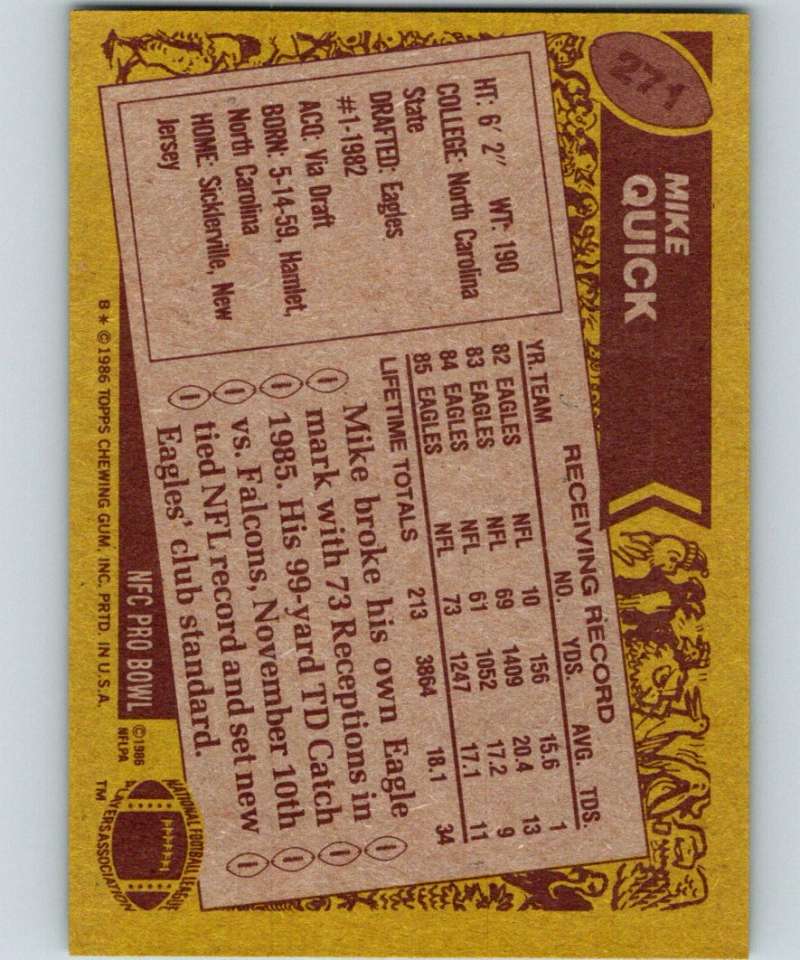 271
MIKE
QUICK
HT: 6' 2" WT: 190
COLLEGE: North Carolina
State
DRAFTED: Eagles
#1-1982
ACQ: Via Draft
BORN: 5-14-59, Hamlet,
North Carolina
HOME: Sicklerville, New
Jersey
RECEIVING RECORD
YR. TEAM NO. YDS. AVG. TDS.
82 EAGLES NFL 10 156 15.6 1
83 EAGLES NFL 69 1409 20.4 13
84 EAGLES NFL 61 1052 17.2 9
85 EAGLES NFL 73 1247 17.1 11
LIFETIME TOTALS 213 3864 18.1 34
Mike broke his own Eagle
mark with 73 Receptions in
1985. His 99-yard TD Catch
vs. Falcons, November 10th
tied NFL record and set new
Eagles' club standard.
NFC PRO BOWL
B* ©1986 TOPPS CHEWING GUM, INC. PRTD. IN U.S.A.
©1986
NFLPA
NATIONAL FOOTBALL LEAGUE
PLAYERS ASSOCIATION
TM